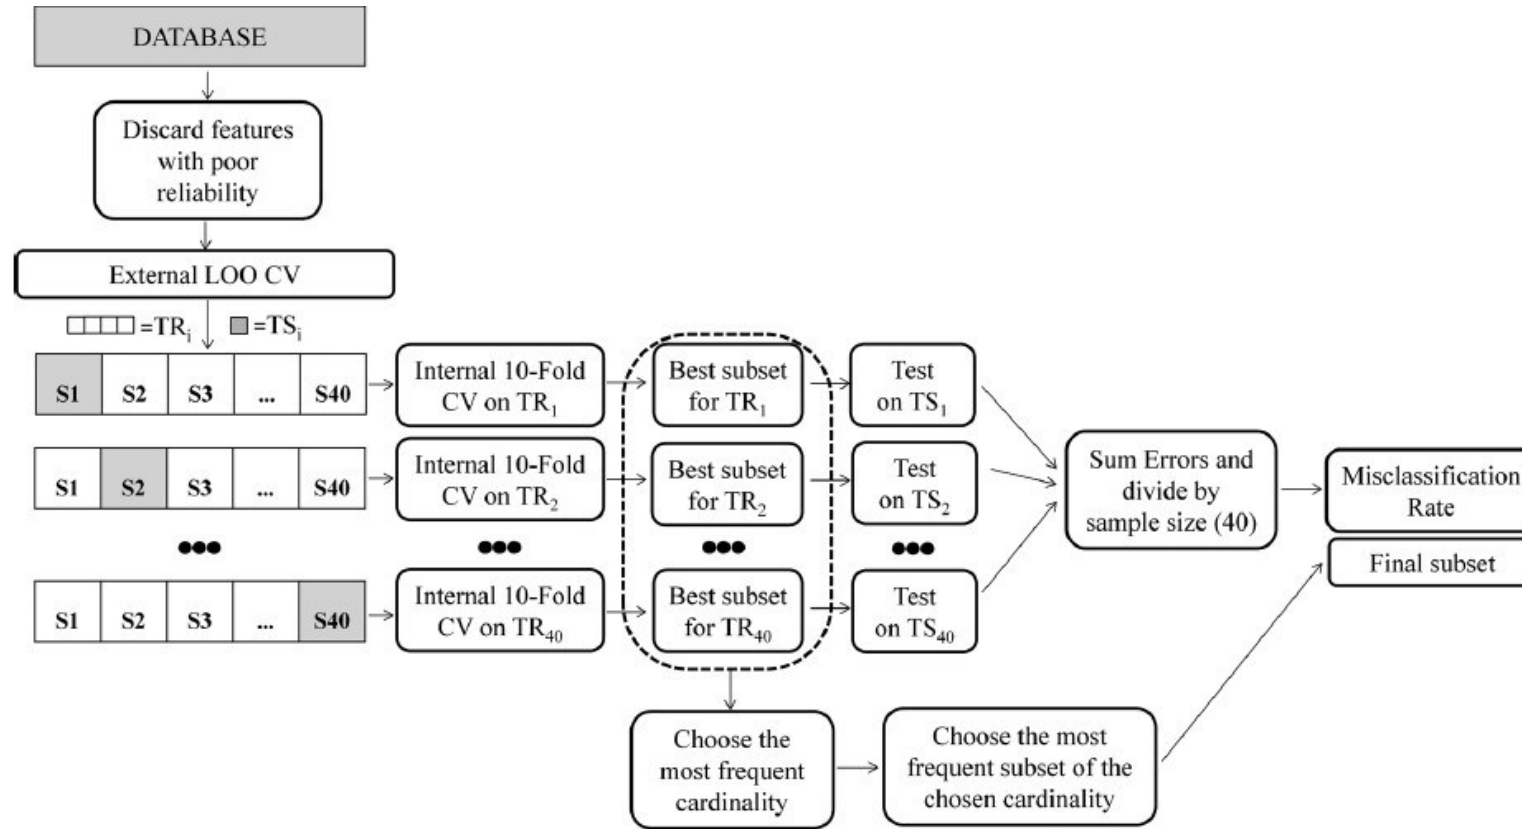 DATABASE
Discard features
with poor
reliability
External LOO CV
=TRi =TSi
S1 S2 S3 ... S40
Internal 10-Fold
CV on TR1
Best subset
for TR1
Test
on TS1
S1 S2 S3 ... S40
Internal 10-Fold
CV on TR2
Best subset
for TR2
Test
on TS2
S1 S2 S3 ... S40
Internal 10-Fold
CV on TR40
Best subset
for TR40
Test
on TS40
Sum Errors and
divide by
sample size (40)
Misclassification
Rate
Final subset
Choose the
most frequent
cardinality
Choose the most
frequent subset of the
chosen cardinality